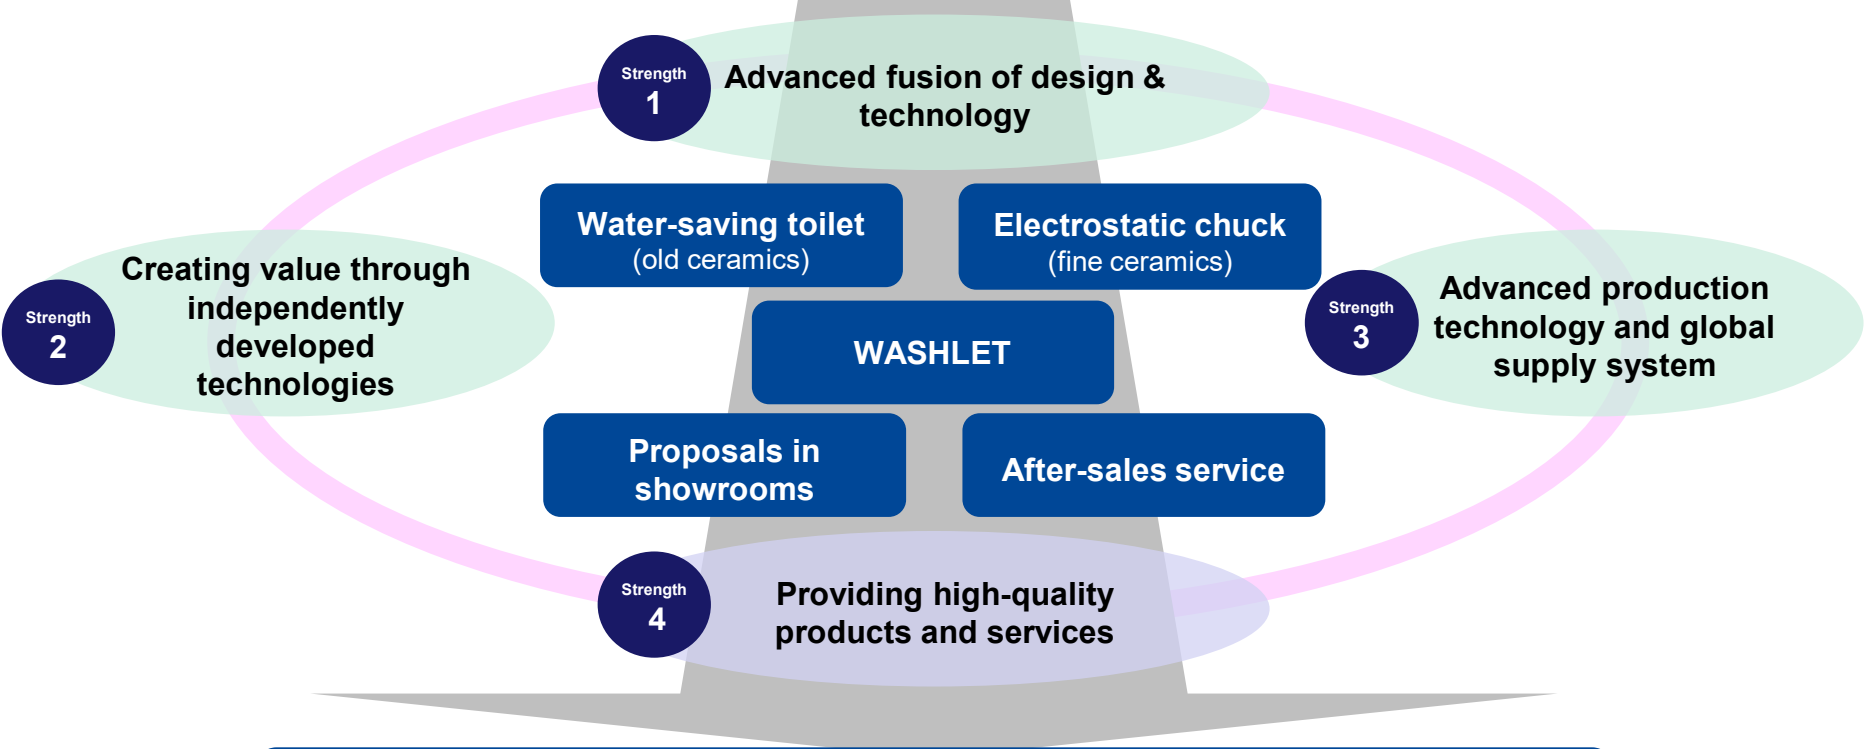 Strength
1
Advanced fusion of design &
technology
Water-saving toilet
(old ceramics)
Electrostatic chuck
(fine ceramics)
Strength
2
Creating value through
independently
developed
technologies
WASHLET
Strength
3
Advanced production
technology and global
supply system
Proposals in
showrooms
After-sales service
Strength
4
Providing high-quality
products and services